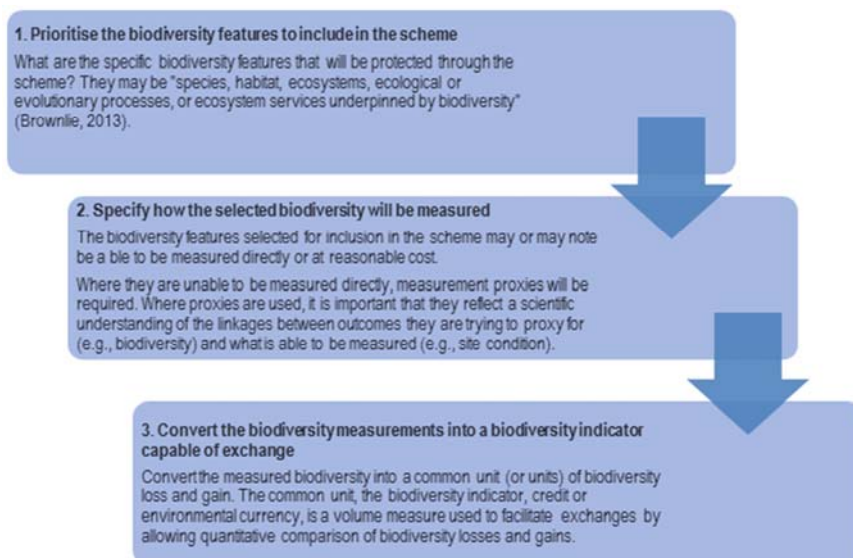 1. Prioritise the biodiversity features to include in the scheme
What are the specific biodiversity features that will be protected through the
scheme? They may be "species, habitat, ecosystems, ecological or
evolutionary processes, or ecosystem services underpinned by biodiversity"
(Brownlie, 2013).
2. Specify how the selected biodiversity will be measured
The biodiversity features selected for inclusion in the scheme may or may note
be a ble to be measured directly or at reasonable cost.
Where they are unable to be measured directly, measurement proxies will be
required. Where proxies are used, it is important that they reflect a scientific
understanding of the linkages between outcomes they are trying to proxy for
(e.g., biodiversity) and what is able to be measured (e.g., site condition).
3. Convert the biodiversity measurements into a biodiversity indicator
capable of exchange
Convert the measured biodiversity into a common unit (or units) of biodiversity
loss and gain. The common unit, the biodiversity indicator, credit or
environmental currency, is a volume measure used to facilitate exchanges by
allowing quantitative comparison of biodiversity losses and gains.